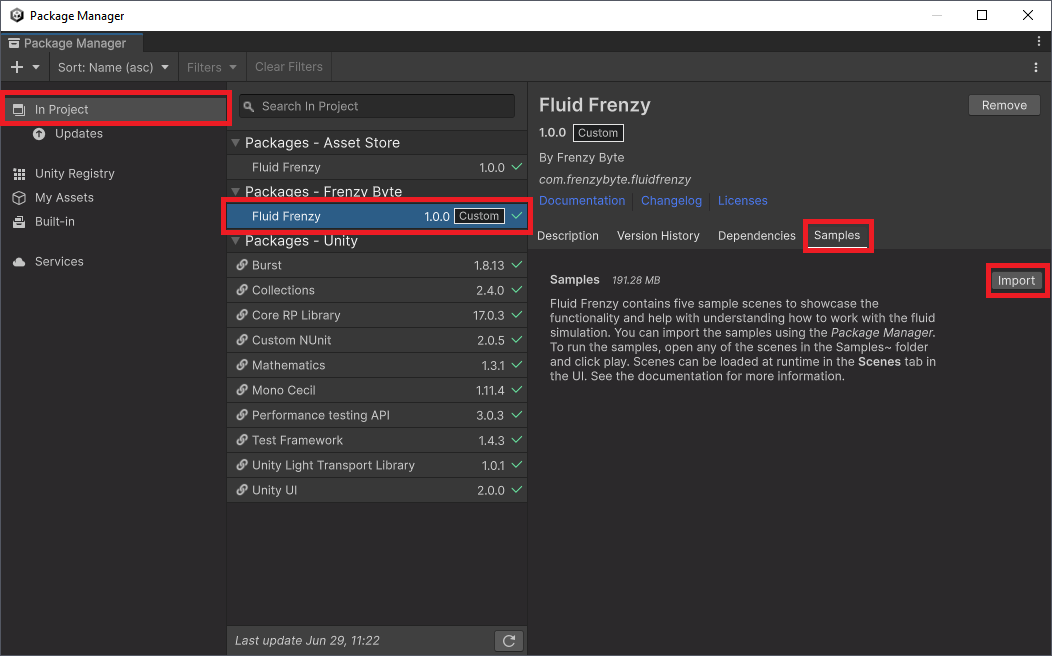 Package Manager
Package Manager
Sort: Name (asc)
Filters
Clear Filters
In Project
Updates
Unity Registry
My Assets
Built-in
Services
Search In Project
Packages - Asset Store
Fluid Frenzy 1.0.0
Packages - Frenzy Byte
Fluid Frenzy 1.0.0 Custom
Packages - Unity
Burst 1.8.13
Collections 2.4.0
Core RP Library 17.0.3
Custom NUnit 2.0.5
Mathematics 1.3.1
Mono Cecil 1.11.4
Performance testing API 3.0.3
Test Framework 1.4.3
Unity Light Transport Library 1.0.1
Unity UI 2.0.0
Last update Jun 29, 11:22
Fluid Frenzy
Remove
1.0.0 Custom
By Frenzy Byte
com.frenzybyte.fluidfrenzy
Documentation Changelog Licenses
Description Version History Dependencies Samples
Samples 191.28 MB
Import
Fluid Frenzy contains five sample scenes to showcase the
functionality and help with understanding how to work with the fluid
simulation. You can import the samples using the Package Manager.
To run the samples, open any of the scenes in the Samples~ folder
and click play. Scenes can be loaded at runtime in the Scenes tab in
the UI. See the documentation for more information.